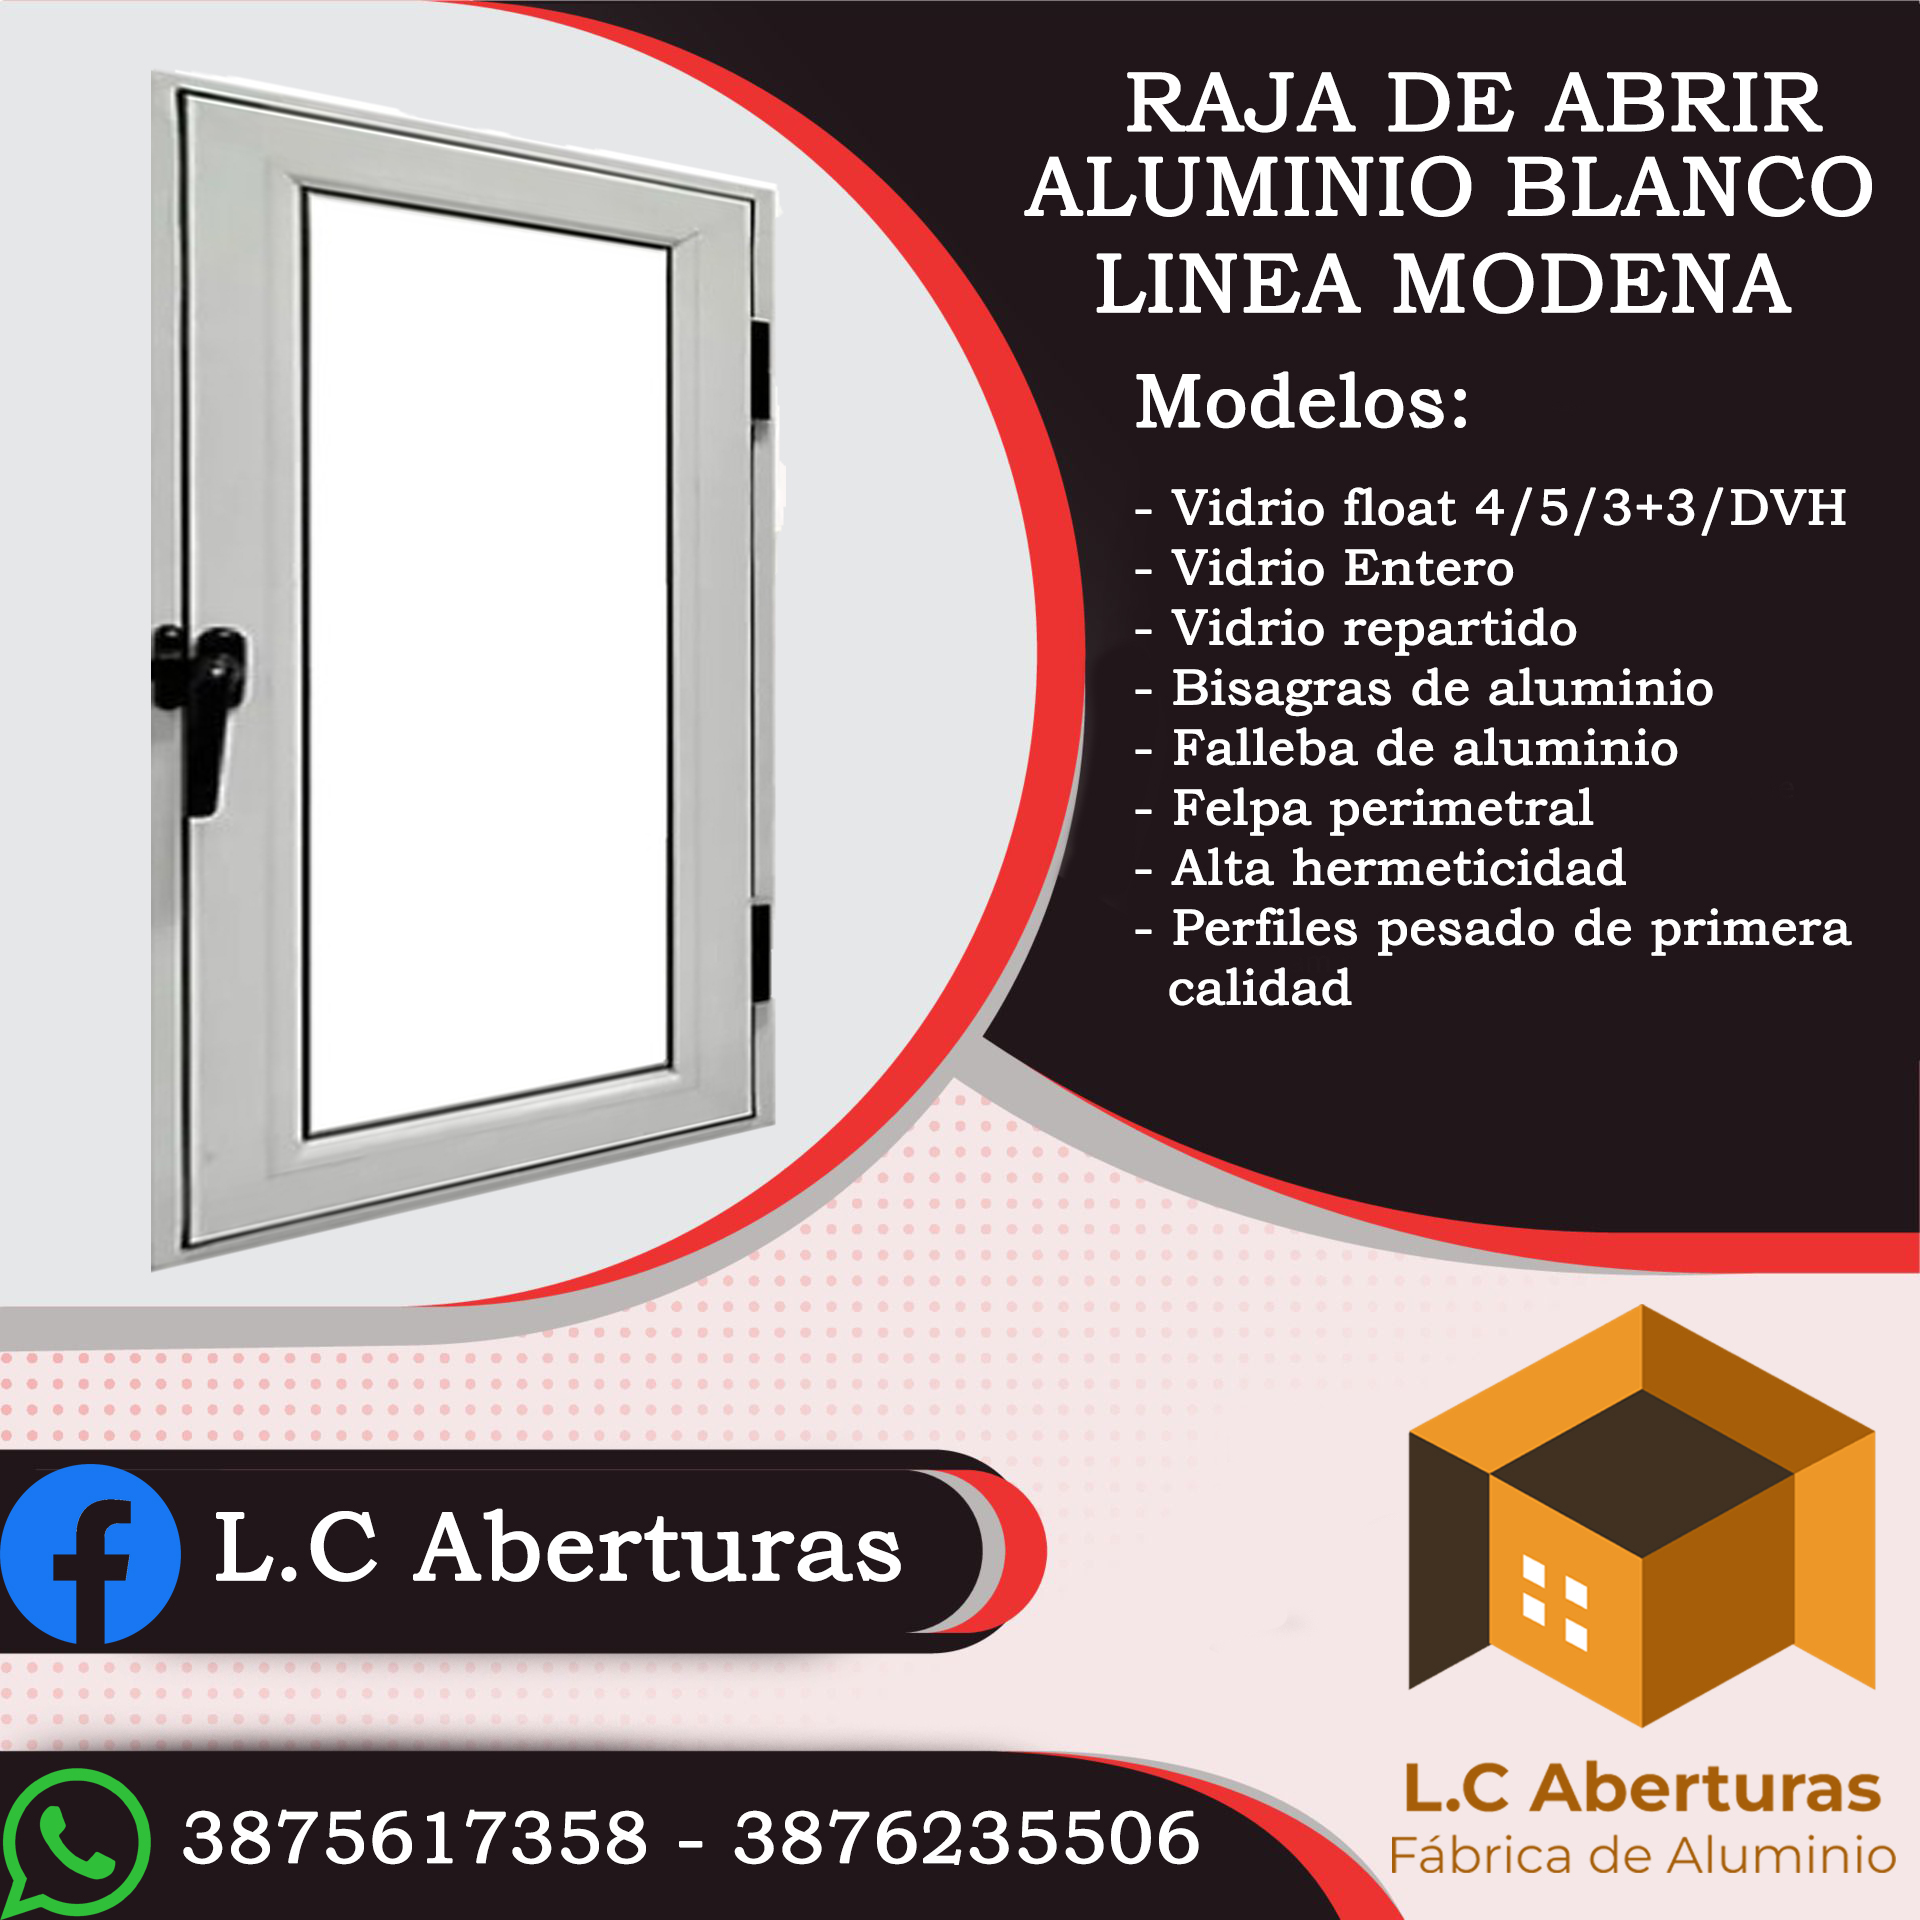 RAJA DE ABRIR
ALUMINIO BLANCO
LINEA MODENA
Modelos:
- Vidrio float 4/5/3+3/DVH
- Vidrio Entero
- Vidrio repartido
- Bisagras de aluminio
- Falleba de aluminio
- Felpa perimetral
- Alta hermeticidad
- Perfiles pesado de primera
calidad
L.C Aberturas
3875617358 - 3876235506
L.C Aberturas
Fábrica de Aluminio